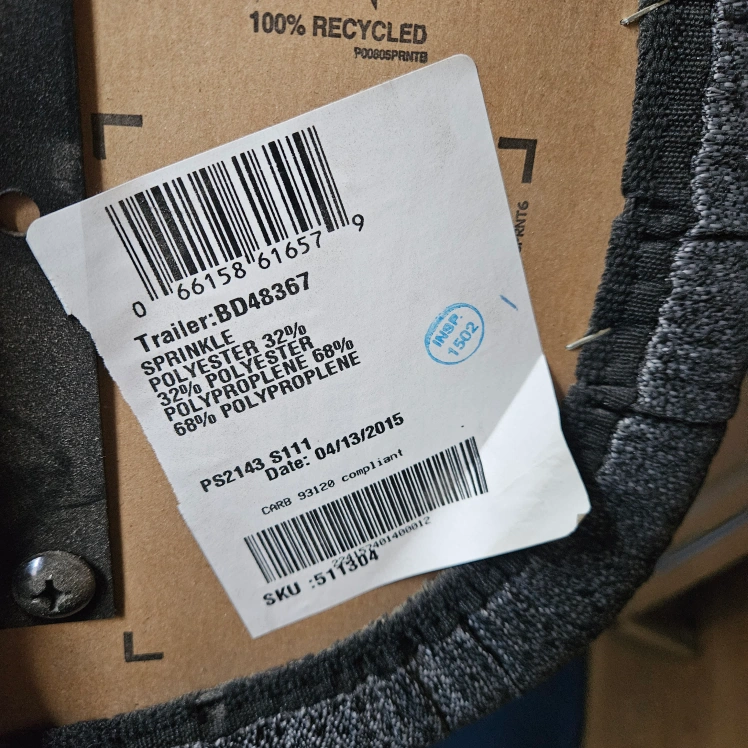 100% RECYCLED
P0080SPRNTB
0 66158 61657 9
Trailer:BD48367
SPRINKLE
POLYESTER 32%
32% POLYESTER
POLYPROPLENE 68%
68% POLYPROPLENE
INSP.
1502
PS2143 S111
Date: 04/13/2015
CARB 93120 compliant
SKU :511304